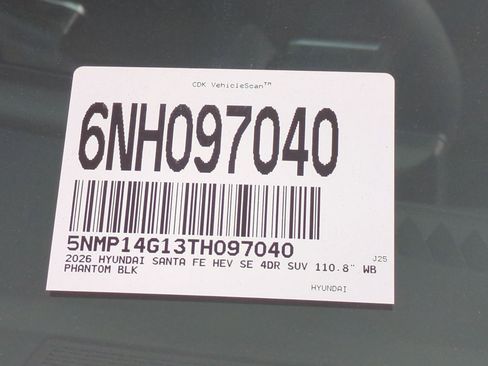 CDK VehicleScan™
6NH097040
5NMP14G13TH097040
J25
2026 HYUNDAI SANTA FE HEV SE 4DR SUV 110.8" WB
PHANTOM BLK
HYUNDAI